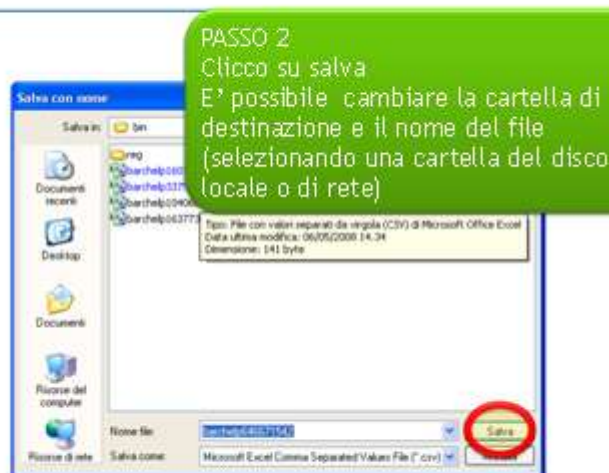 PASSO 2
Clicco su salva
E' possibile cambiare la cartella di
destinazione e il nome del file
(selezionando una cartella del disco
locale o di rete)
Salva con nome
Salva in:
bin
reg
Documenti
recenti
Desktop
Documenti
Risorse del
computer
Risorse di rete
Tipo: File con valori separati da virgola (CSV) di Microsoft Office Excel
Data ultima modifica: 06/05/2008 14.34
Dimensione: 141 byte
Nome file:
Salva
Salva come:
Microsoft Excel Comma Separated Values File (*.csv)